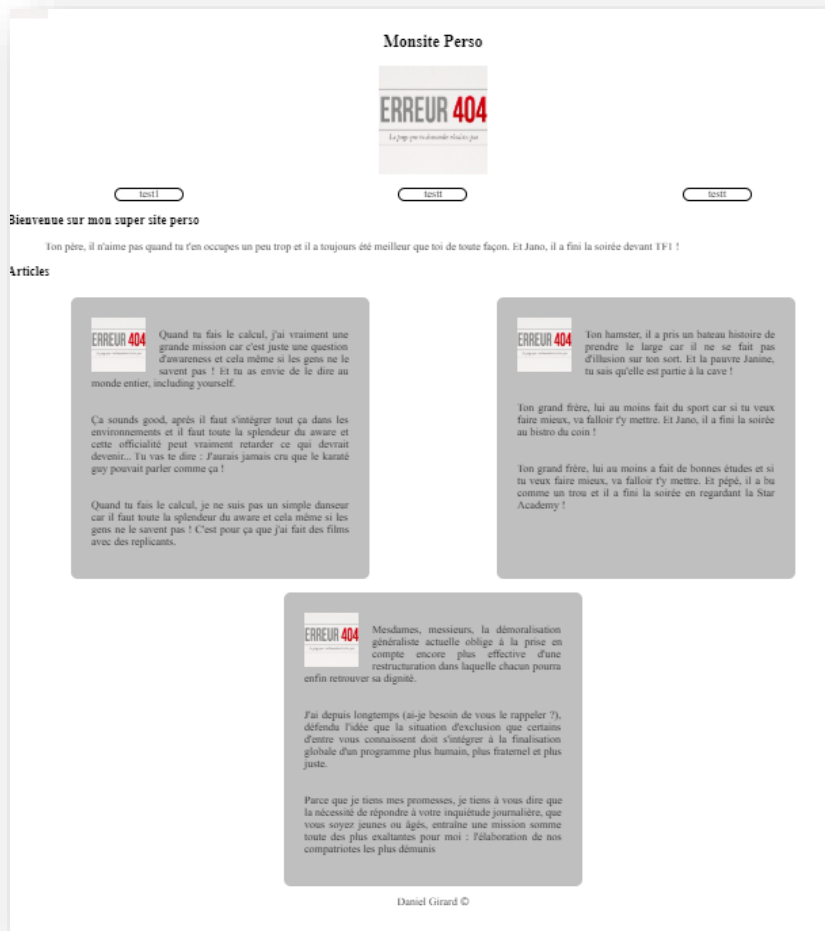 Monsite Perso
ERREUR 404
La page que tu demandes n'existe pas
test1
testt
testt
Bienvenue sur mon super site perso
Ton père, il n'aime pas quand tu t'en occupes un peu trop et il a toujours été meilleur que toi de toute façon. Et Jano, il a fini la soirée devant TF1 !
Articles
ERREUR 404
Quand tu fais le calcul, j'ai vraiment une
grande mission car c'est juste une question
d'awareness et cela même si les gens ne le
savent pas ! Et tu as envie de le dire au
monde entier, including yourself.
Ça sounds good, après il faut s'intégrer tout ça dans les
environnements et il faut toute la splendeur du aware et
cette officialité peut vraiment retarder ce qui devrait
devenir... Tu vas te dire : J'aurais jamais cru que le karaté
guy pouvait parler comme ça !
Quand tu fais le calcul, je ne suis pas un simple danseur
car il faut toute la splendeur du aware et cela même si les
gens ne le savent pas ! C'est pour ça que j'ai fait des films
avec des replicants.
ERREUR 404
Ton hamster, il a pris un bateau histoire de
prendre le large car il ne se fait pas
d'illusion sur ton sort. Et la pauvre Janine,
tu sais qu'elle est partie à la cave !
Ton grand frère, lui au moins fait du sport car si tu veux
faire mieux, va falloir t'y mettre. Et Jano, il a fini la soirée
au bistro du coin !
Ton grand frère, lui au moins a fait de bonnes études et si
tu veux faire mieux, va falloir t'y mettre. Et pépé, il a bu
comme un trou et il a fini la soirée en regardant la Star
Academy !
ERREUR 404
Mesdames, messieurs, la démoralisation
généraliste actuelle oblige à la prise en
compte encore plus effective d'une
restructuration dans laquelle chacun pourra
enfin retrouver sa dignité.
J'ai depuis longtemps (ai-je besoin de vous le rappeler ?),
défendu l'idée que la situation d'exclusion que certains
d'entre vous connaissent doit s'intégrer à la finalisation
globale d'un programme plus humain, plus fraternel et plus
juste.
Parce que je tiens mes promesses, je tiens à vous dire que
la nécessité de répondre à votre inquiétude journalière, que
vous soyez jeunes ou âgés, entraîne une mission somme
toute des plus exaltantes pour moi : l'élaboration de nos
compatriotes les plus démunis
Daniel Girard ©